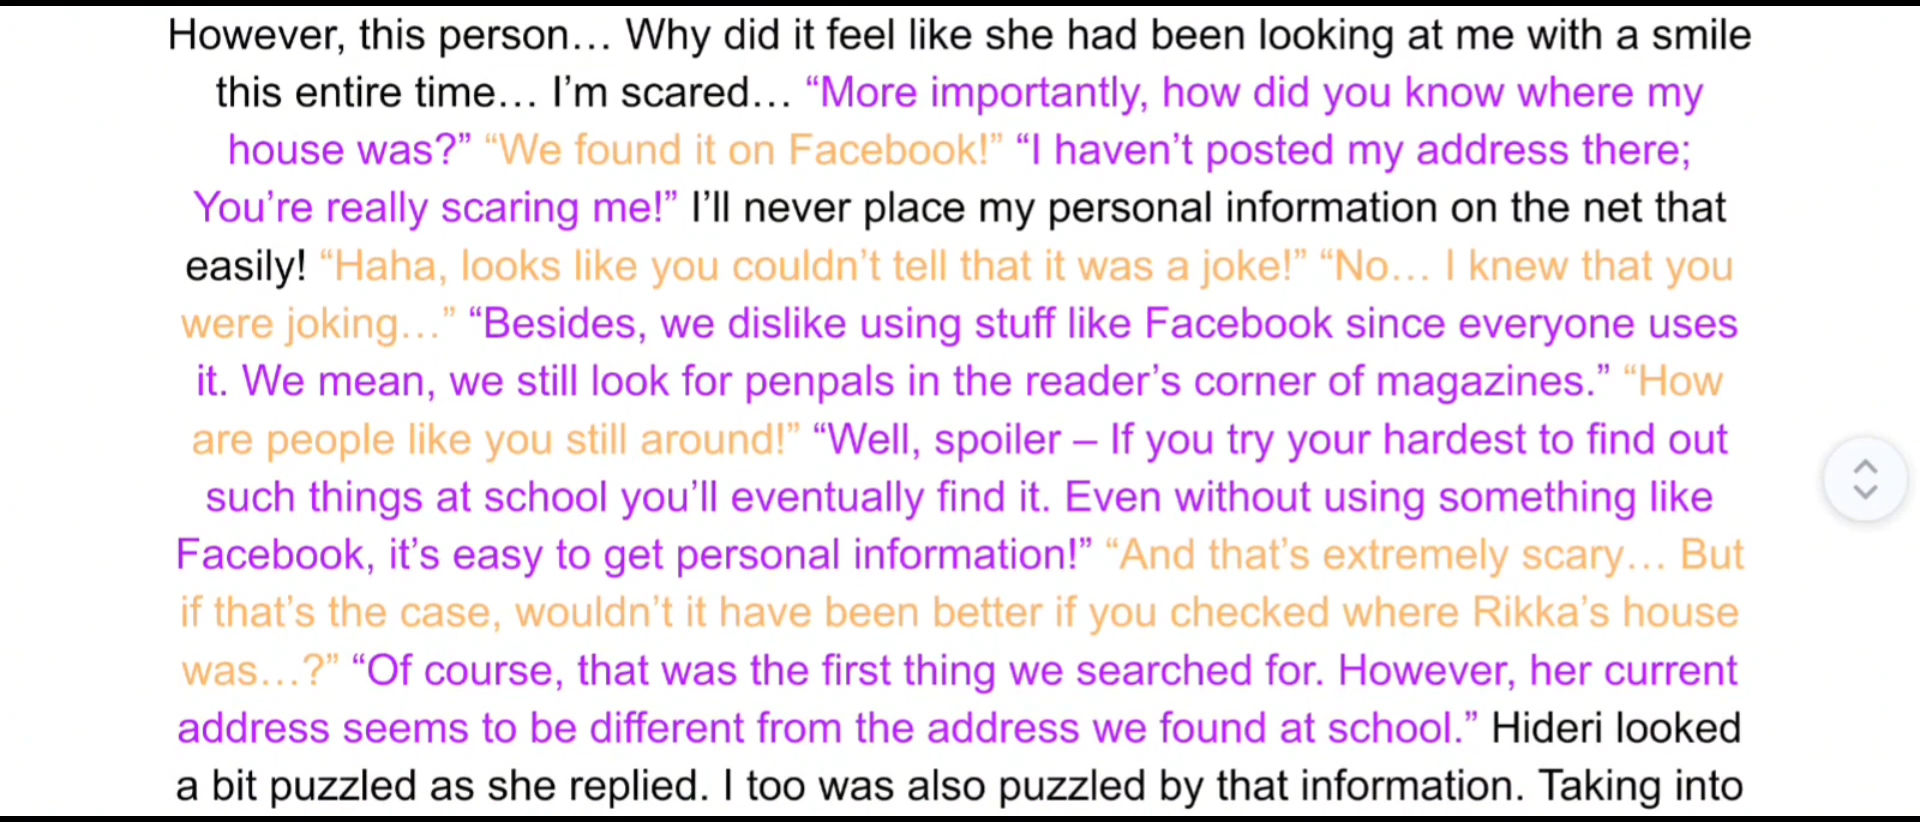 However, this person… Why did it feel like she had been looking at me with a smile
this entire time… I’m scared… “More importantly, how did you know where my
house was?” “We found it on Facebook!” “I haven’t posted my address there;
You’re really scaring me!” I’ll never place my personal information on the net that
easily! “Haha, looks like you couldn’t tell that it was a joke!” “No… I knew that you
were joking…” “Besides, we dislike using stuff like Facebook since everyone uses
it. We mean, we still look for penpals in the reader’s corner of magazines.” “How
are people like you still around!” “Well, spoiler – If you try your hardest to find out
such things at school you’ll eventually find it. Even without using something like
Facebook, it’s easy to get personal information!” “And that’s extremely scary… But
if that’s the case, wouldn’t it have been better if you checked where Rikka’s house
was…?” “Of course, that was the first thing we searched for. However, her current
address seems to be different from the address we found at school.” Hideri looked
a bit puzzled as she replied. I too was also puzzled by that information. Taking into